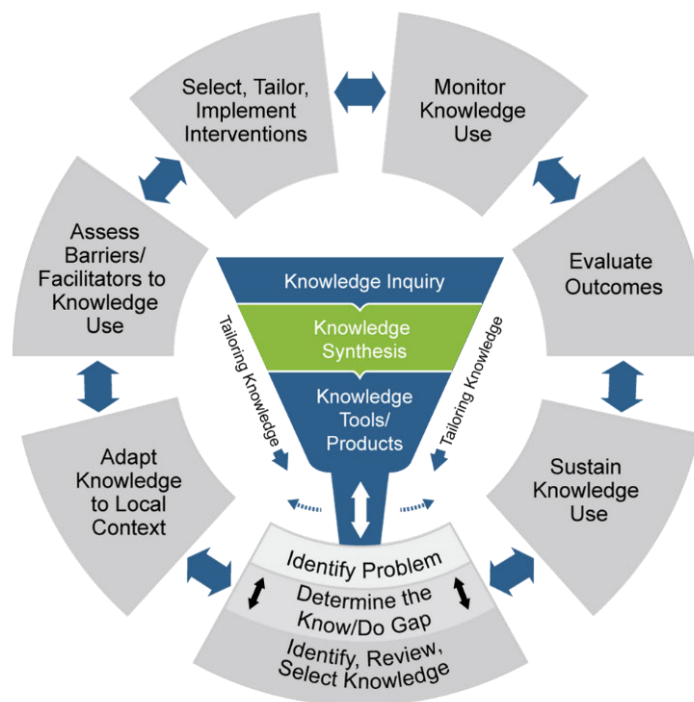 Select, Tailor,
Implement
Interventions
Monitor
Knowledge
Use
Assess
Barriers/
Facilitators to
Knowledge
Use
Evaluate
Outcomes
Knowledge Inquiry
Knowledge
Synthesis
Knowledge
Tools/
Products
Tailoring Knowledge
Tailoring Knowledge
Adapt
Knowledge
to Local
Context
Sustain
Knowledge
Use
Identify Problem
Determine the
Know/Do Gap
Identify, Review,
Select Knowledge